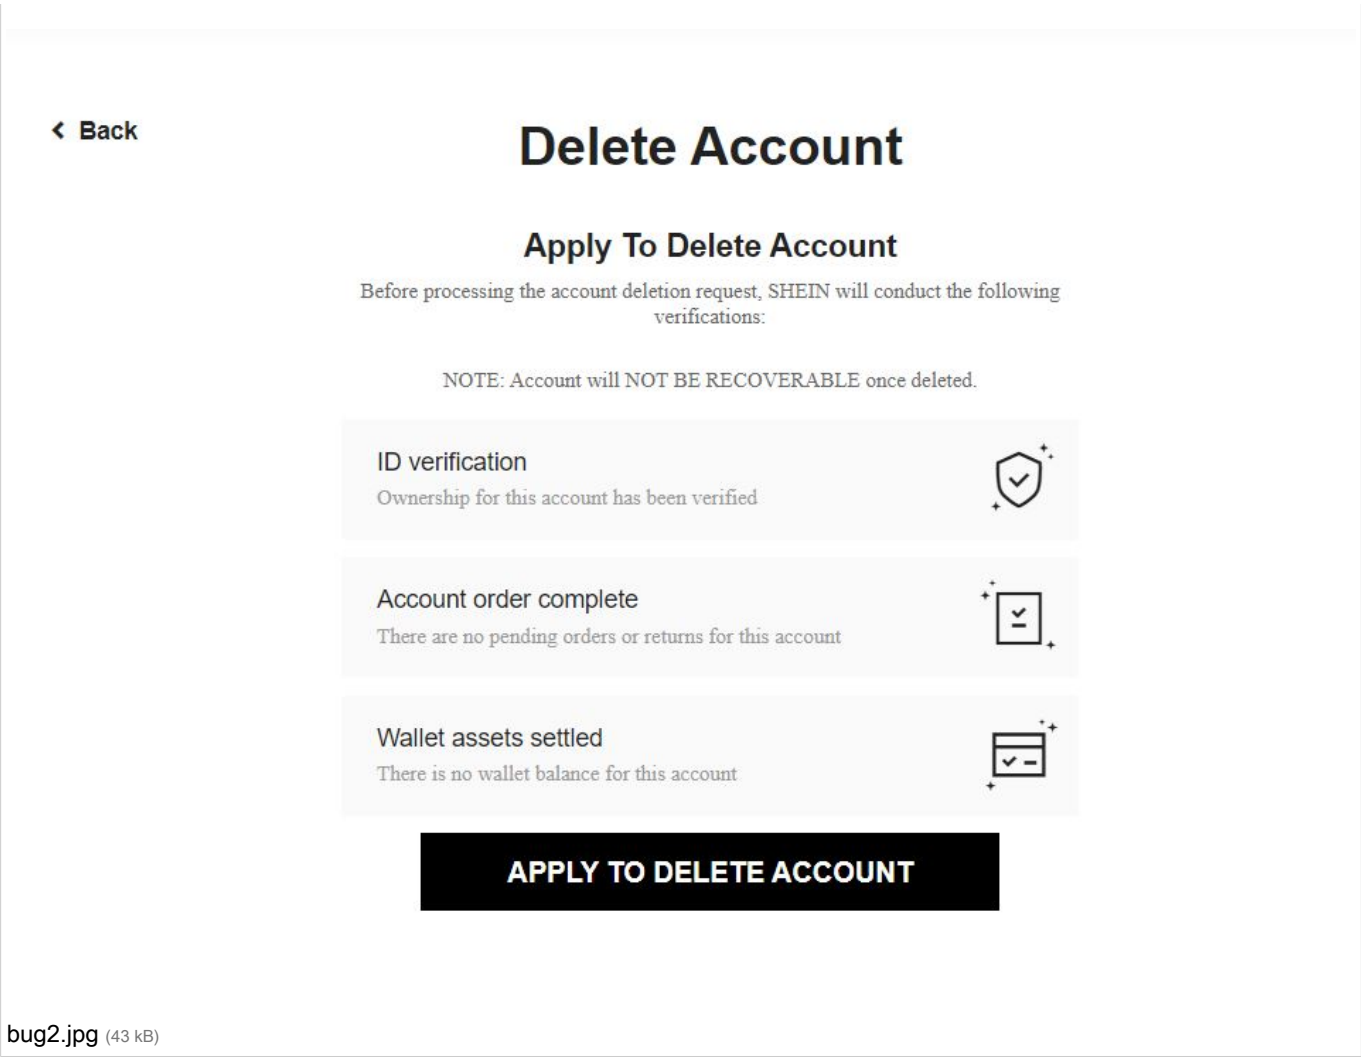 Back
Delete Account
Apply To Delete Account
Before processing the account deletion request, SHEIN will conduct the following
verifications:
NOTE: Account will NOT BE RECOVERABLE once deleted.
ID verification
Ownership for this account has been verified
Account order complete
There are no pending orders or returns for this account
Wallet assets settled
There is no wallet balance for this account
APPLY TO DELETE ACCOUNT
bug2.jpg (43 kB)